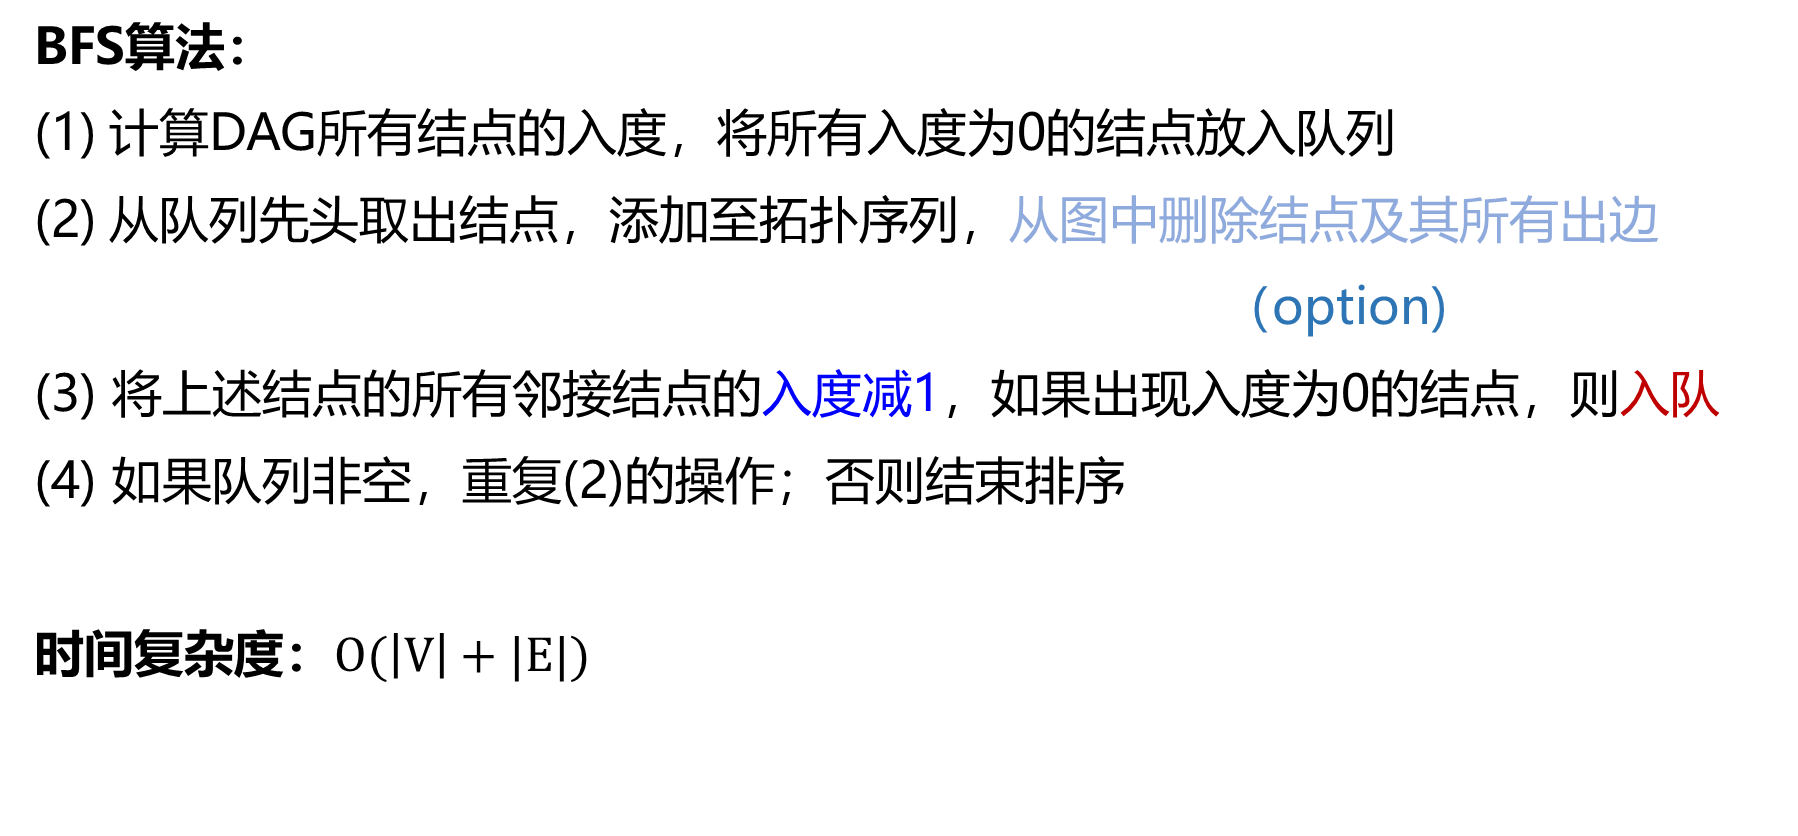 BFS算法：
(1) 计算DAG所有结点的入度，将所有入度为0的结点放入队列
(2) 从队列先头取出结点，添加至拓扑序列，从图中删除结点及其所有出边
（option)
(3) 将上述结点的所有邻接结点的入度减1，如果出现入度为0的结点，则入队
(4) 如果队列非空，重复(2)的操作；否则结束排序
时间复杂度：O(|V| + |E|)